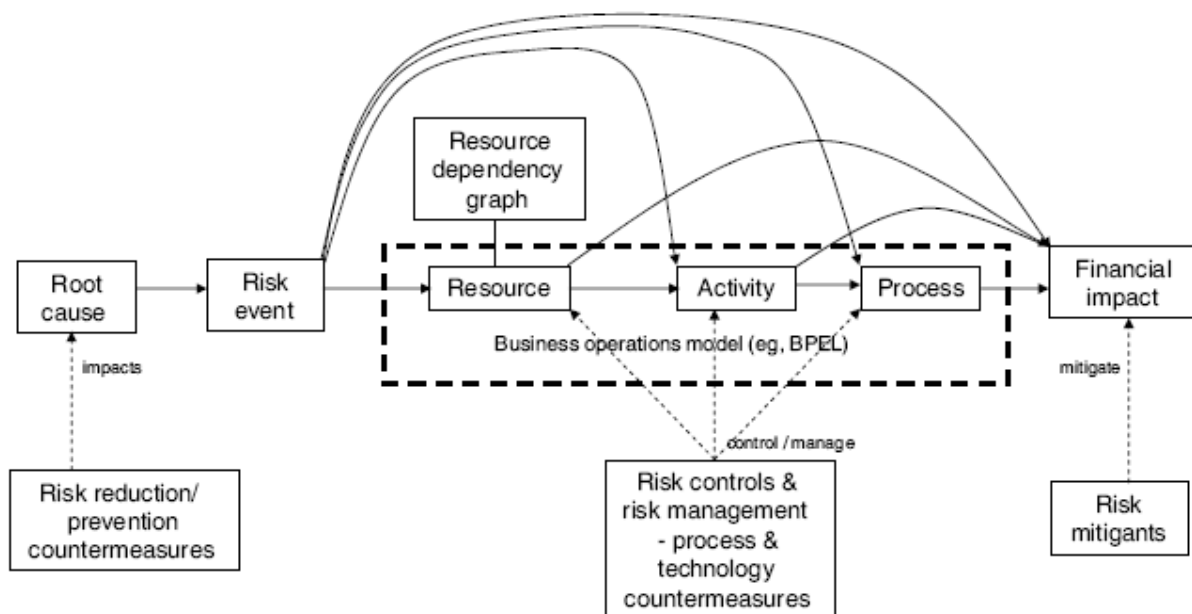 Resource
dependency
graph
Root
cause
Risk
event
Resource
Activity
Process
Financial
impact
Business operations model (eg, BPEL)
impacts
mitigate
control / manage
Risk reduction/
prevention
countermeasures
Risk controls &
risk management
- process &
technology
countermeasures
Risk
mitigants